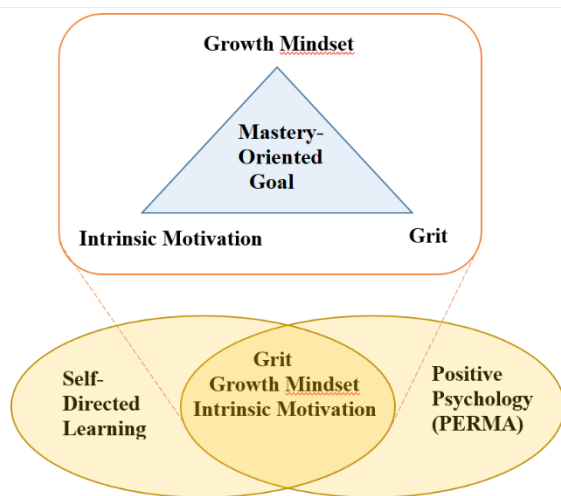 Growth Mindset
Mastery-
Oriented
Goal
Intrinsic Motivation
Grit
Self-
Directed
Learning
Grit
Growth Mindset
Intrinsic Motivation
Positive
Psychology
(PERMA)